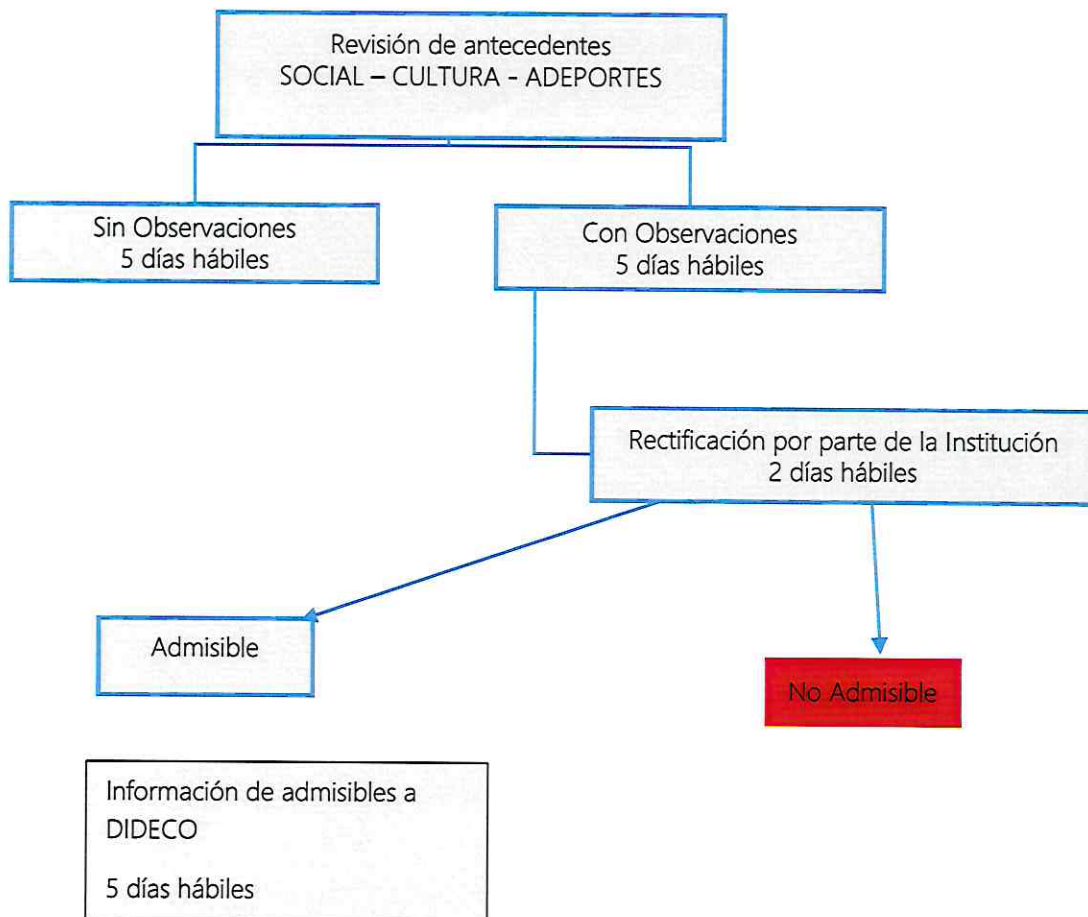 Revisión de antecedentes
SOCIAL – CULTURA - ADEPORTES
Sin Observaciones
5 días hábiles
Con Observaciones
5 días hábiles
Rectificación por parte de la Institución
2 días hábiles
Admisible
No Admisible
Información de admisibles a
DIDECO
5 días hábiles